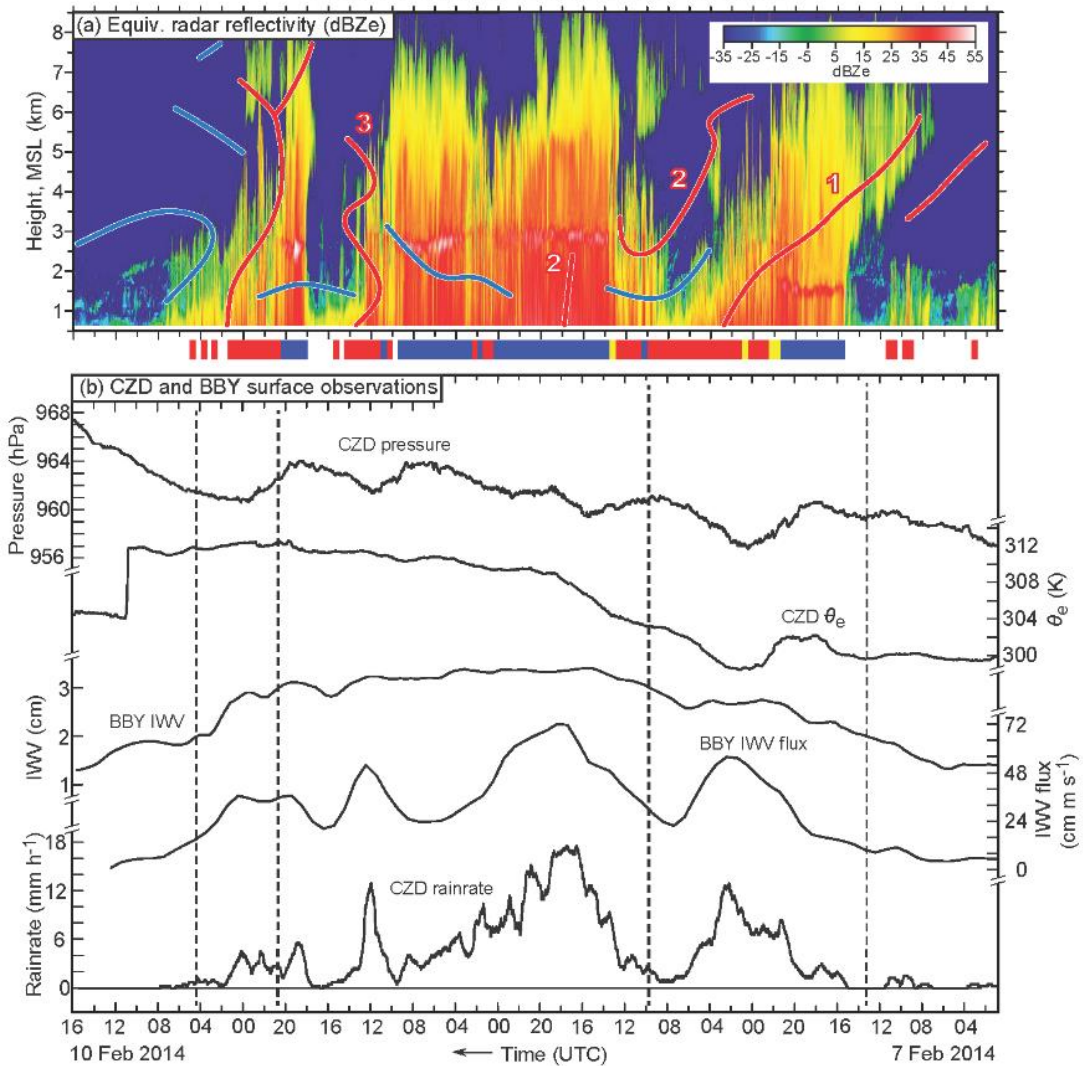 (a) Equiv. radar reflectivity (dBZe)
-35 -25 -15 -5 5 15 25 35 45 55
dBZe
Height, MSL (km)
8
7
6
5
4
3
2
1
3
2
1
2
(b) CZD and BBY surface observations
Pressure (hPa)
968
964
960
956
CZD pressure
312
308
304
300
θe (K)
CZD θe
IWV (cm)
3
2
1
BBY IWV
BBY IWV flux
72
48
24
0
IWV flux
(cm m s-1)
Rainrate (mm h-1)
18
12
6
0
CZD rainrate
16 12 08 04 00 20 16 12 08 04 00 20 16 12 08 04 00 20 16 12 08 04
10 Feb 2014 ← Time (UTC) 7 Feb 2014